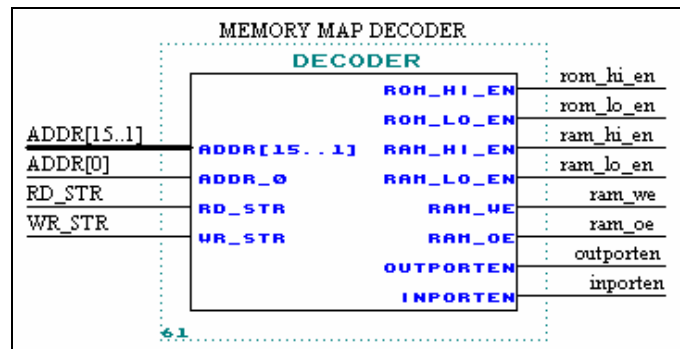 MEMORY MAP DECODER
DECODER
ROM_HI_EN rom_hi_en
ROM_LO_EN rom_lo_en
ADDR[15..1] ADDR[15..1] RAM_HI_EN ram_hi_en
ADDR[0] ADDR_0 RAM_LO_EN ram_lo_en
RD_STR RD_STR RAM_WE ram_we
WR_STR WR_STR RAM_OE ram_oe
OUTPORTEN outporten
INPORTEN inporten
61